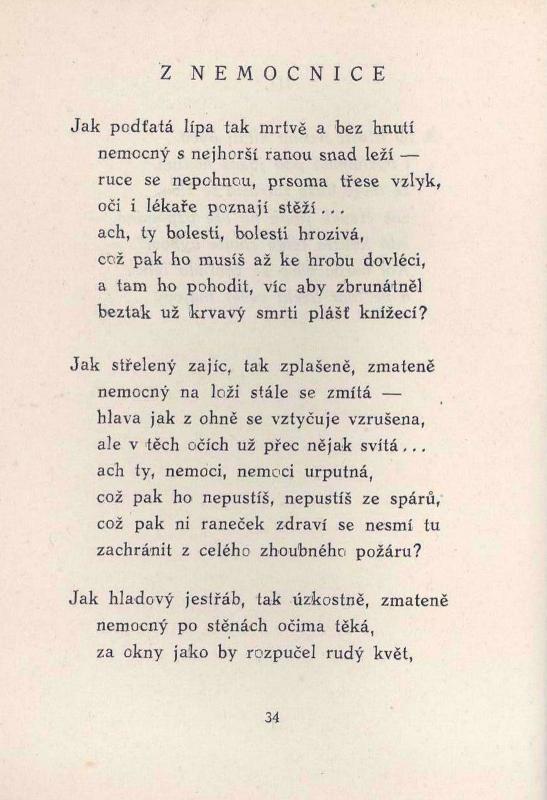 Z NEMOCNICE
Jak podťatá lípa tak mrtvě a bez hnutí
nemocný s nejhorší ranou snad leží —
ruce se nepohnou, prsoma třese vzlyk,
oči i lékaře poznají stěží...
ach, ty bolesti, bolesti hrozivá,
což pak ho musíš až ke hrobu dovléci,
a tam ho pohodit, víc aby zbrunátněl
beztak už krvavý smrti plášť knížecí?
Jak střelený zajíc, tak zplašeně, zmateně
nemocný na loži stále se zmítá —
hlava jak z ohně se vztyčuje vzrušena,
ale v těch očích už přec nějak svítá...
ach ty, nemoci, nemoci urputná,
což pak ho nepustíš, nepustíš ze spárů,
což pak ni raneček zdraví se nesmí tu
zachránit z celého zhoubného požáru?
Jak hladový jestřáb, tak úzkostně, zmateně
nemocný po stěnách očima těká,
za okny jako by rozpučel rudý květ,
34